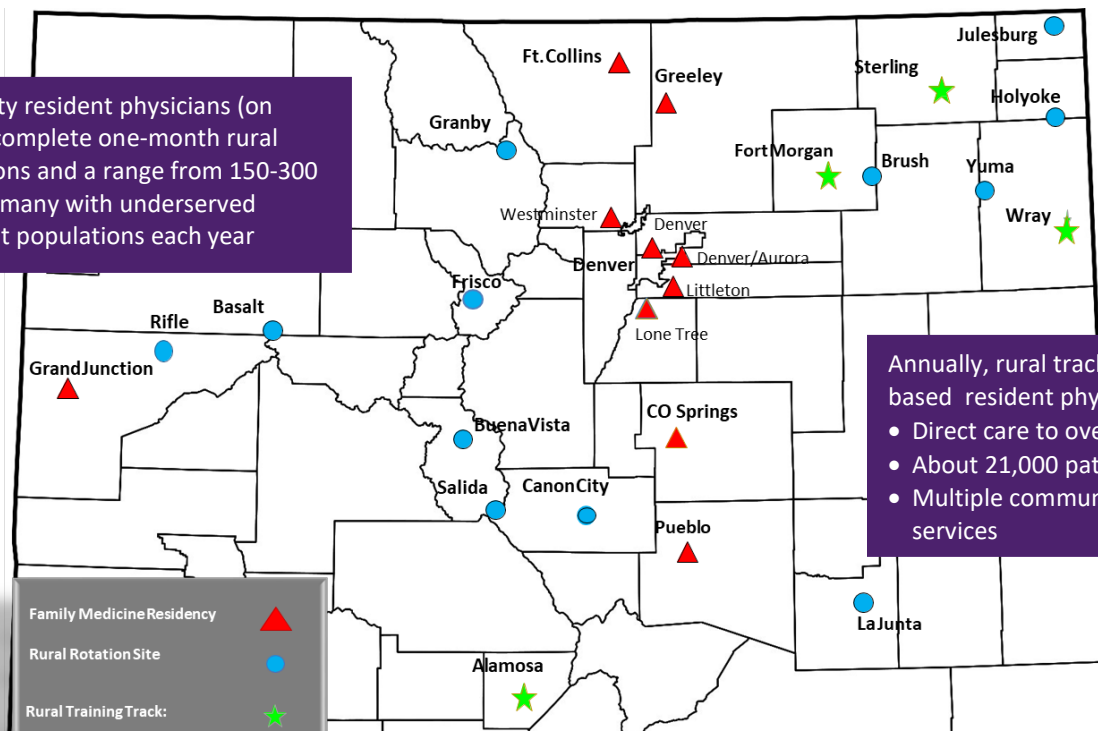 Julesburg
Ft.Collins
Sterling
Greeley
ty resident physicians (on
complete one-month rural
ons and a range from 150-300
many with underserved
t populations each year
Holyoke
Granby
FortMorgan
Brush
Yuma
Westminster
Wray
Denver
Denver
Denver/Aurora
Frisco
Littleton
Basalt
Rifle
Lone Tree
GrandJunction
Annually, rural track
based resident phy
• Direct care to ove
• About 21,000 pat
• Multiple commun
services
CO Springs
BuenaVista
Salida
CanonCity
Pueblo
LaJunta
Family Medicine Residency
Rural Rotation Site
Rural Training Track:
Alamosa